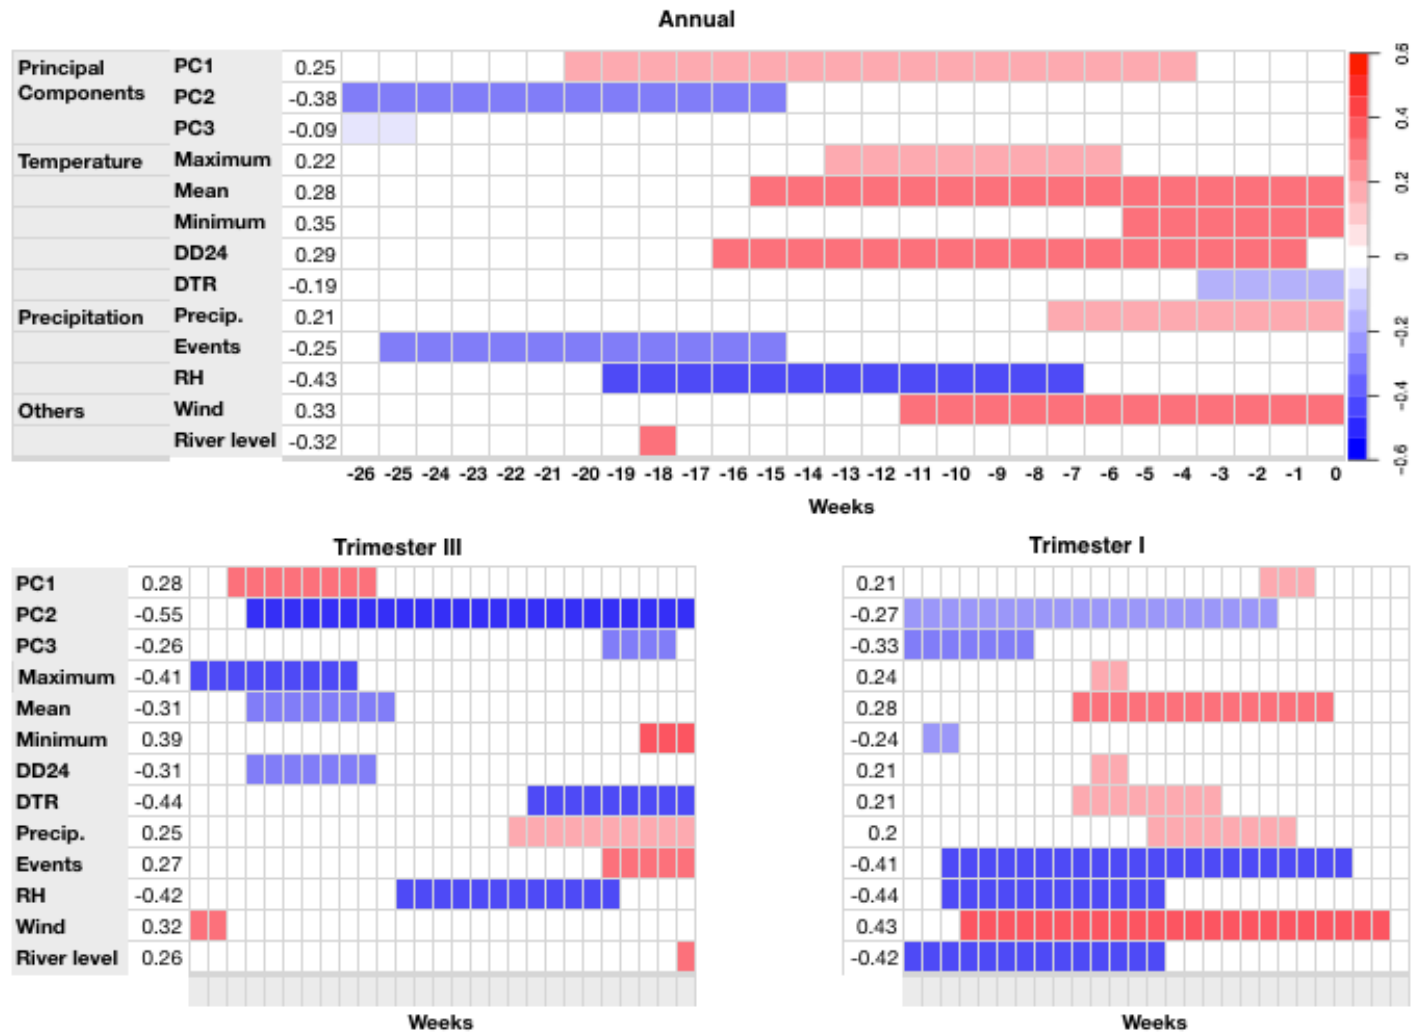 Annual
Principal Components PC1 0.25
PC2 -0.38
PC3 -0.09
Temperature Maximum 0.22
Mean 0.28
Minimum 0.35
DD24 0.29
DTR -0.19
Precipitation Precip. 0.21
Events -0.25
RH -0.43
Others Wind 0.33
River level -0.32
-26 -25 -24 -23 -22 -21 -20 -19 -18 -17 -16 -15 -14 -13 -12 -11 -10 -9 -8 -7 -6 -5 -4 -3 -2 -1 0
Weeks
0.6
0.4
0.2
0
-0.2
-0.4
-0.6
Trimester III
PC1 0.28
PC2 -0.55
PC3 -0.26
Maximum -0.41
Mean -0.31
Minimum 0.39
DD24 -0.31
DTR -0.44
Precip. 0.25
Events 0.27
RH -0.42
Wind 0.32
River level 0.26
Weeks
Trimester I
0.21
-0.27
-0.33
0.24
0.28
-0.24
0.21
0.21
0.2
-0.41
-0.44
0.43
-0.42
Weeks